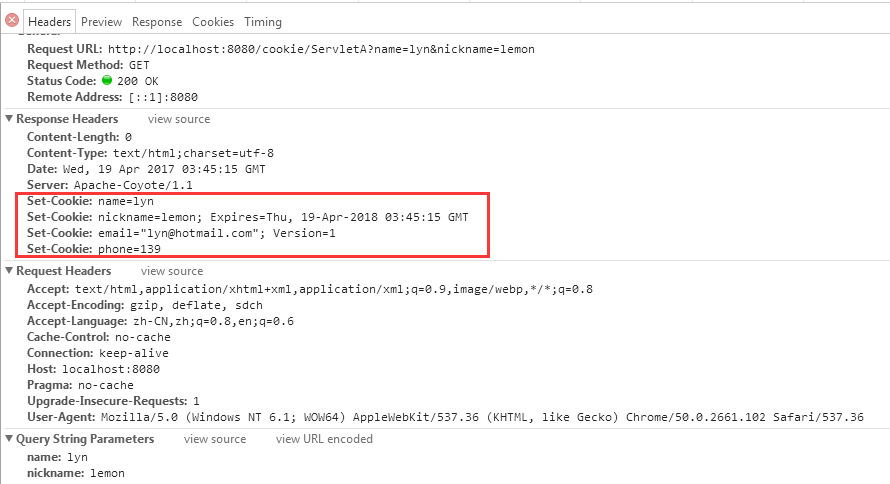 Headers Preview Response Cookies Timing
Request URL: http://localhost:8080/cookie/ServletA?name=lyn&nickname=lemon
Request Method: GET
Status Code: 200 OK
Remote Address: [::1]:8080
Response Headers view source
Content-Length: 0
Content-Type: text/html;charset=utf-8
Date: Wed, 19 Apr 2017 03:45:15 GMT
Server: Apache-Coyote/1.1
Set-Cookie: name=lyn
Set-Cookie: nickname=lemon; Expires=Thu, 19-Apr-2018 03:45:15 GMT
Set-Cookie: email="lyn@hotmail.com"; Version=1
Set-Cookie: phone=139
Request Headers view source
Accept: text/html,application/xhtml+xml,application/xml;q=0.9,image/webp,*/*;q=0.8
Accept-Encoding: gzip, deflate, sdch
Accept-Language: zh-CN,zh;q=0.8,en;q=0.6
Cache-Control: no-cache
Connection: keep-alive
Host: localhost:8080
Pragma: no-cache
Upgrade-Insecure-Requests: 1
User-Agent: Mozilla/5.0 (Windows NT 6.1; WOW64) AppleWebKit/537.36 (KHTML, like Gecko) Chrome/50.0.2661.102 Safari/537.36
Query String Parameters view source view URL encoded
name: lyn
nickname: lemon